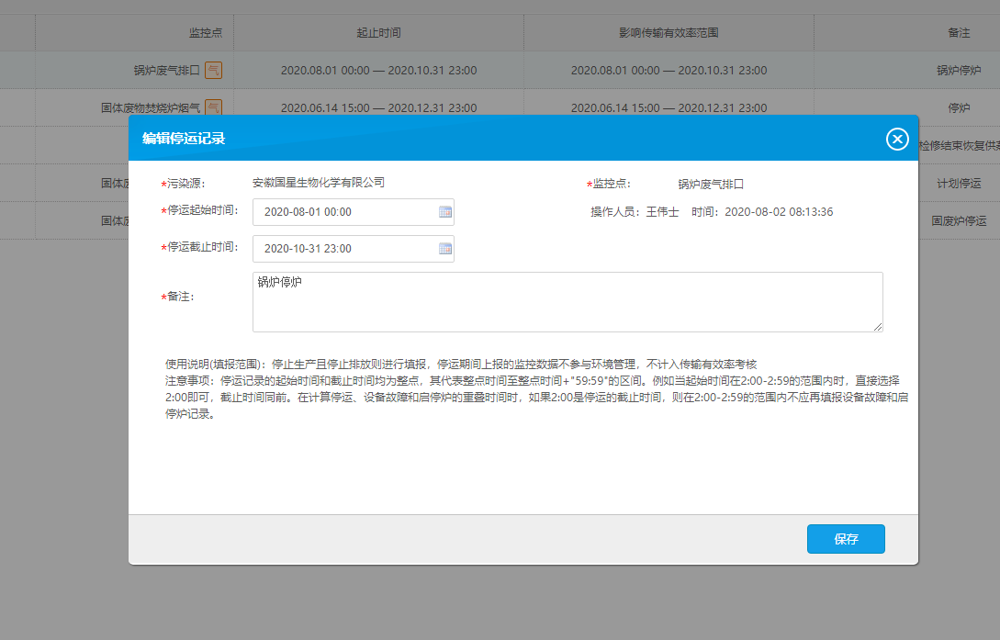 监控点 起止时间 影响传输有效率范围 备注
锅炉废气排口 气 2020.08.01 00:00 — 2020.10.31 23:00 2020.08.01 00:00 — 2020.10.31 23:00 锅炉停炉
固体废物焚烧炉烟气 气 2020.06.14 15:00 — 2020.12.31 23:00 2020.06.14 15:00 — 2020.12.31 23:00 停炉
检修结束恢复供
固体废 计划停运
固体废 固废炉停运
编辑停运记录
*污染源: 安徽国星生物化学有限公司 *监控点: 锅炉废气排口
*停运起始时间: 2020-08-01 00:00 操作人员: 王伟士 时间: 2020-08-02 08:13:36
*停运截止时间: 2020-10-31 23:00
*备注: 锅炉停炉
使用说明(填报范围)：停止生产且停止排放则进行填报，停运期间上报的监控数据不参与环境管理，不计入传输有效率考核
注意事项：停运记录的起始时间和截止时间均为整点，其代表整点时间至整点时间+"59:59"的区间。例如当起始时间在2:00-2:59的范围内时，直接选择
2:00即可，截止时间同前。在计算停运、设备故障和启停炉的重叠时间时，如果2:00是停运的截止时间，则在2:00-2:59的范围内不应再填报设备故障和启
停炉记录。
保存